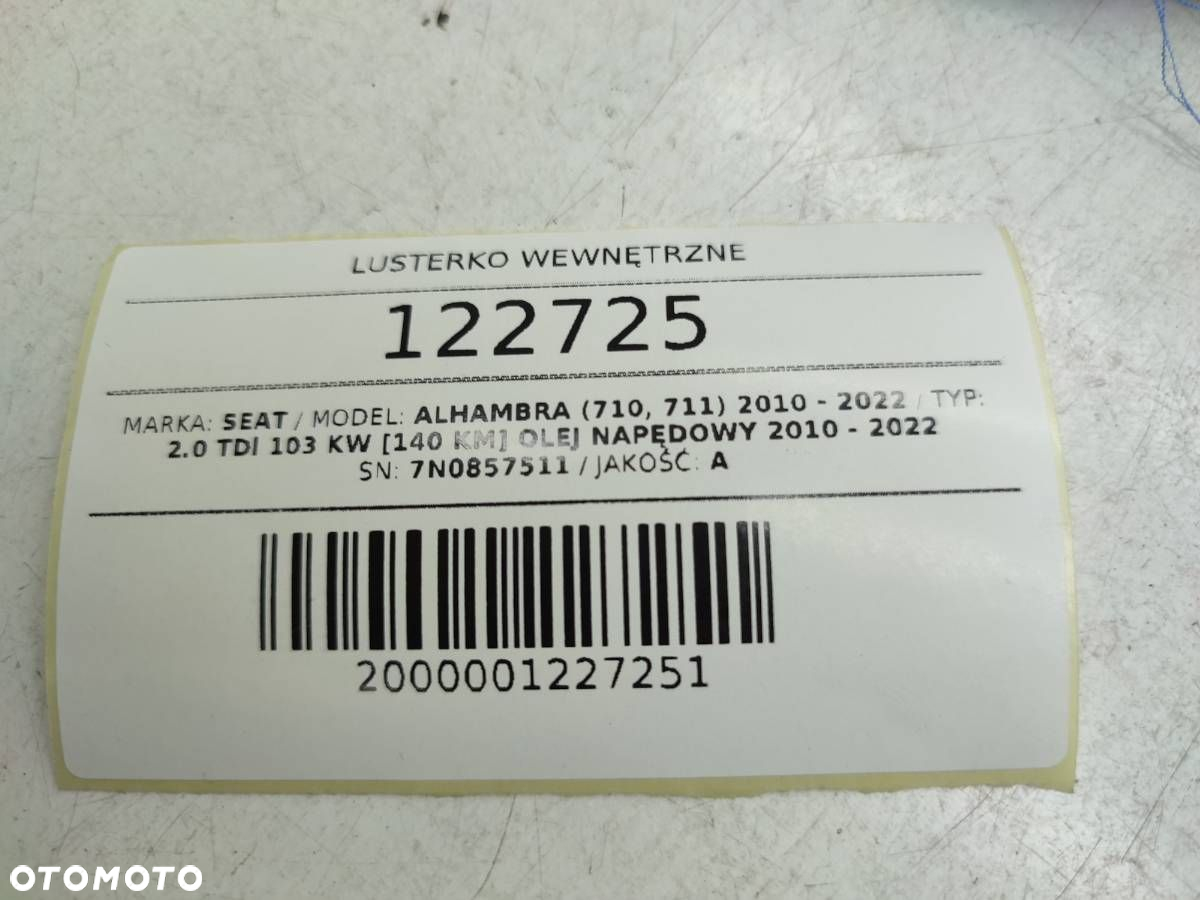 LUSTERKO WEWNĘTRZNE
122725
MARKA: SEAT / MODEL: ALHAMBRA (710, 711) 2010 - 2022 / TYP:
2.0 TDI 103 KW [140 KM] OLEJ NAPĘDOWY 2010 - 2022
SN: 7N0857511 / JAKOŚĆ: A
2000001227251
OTOMOTO